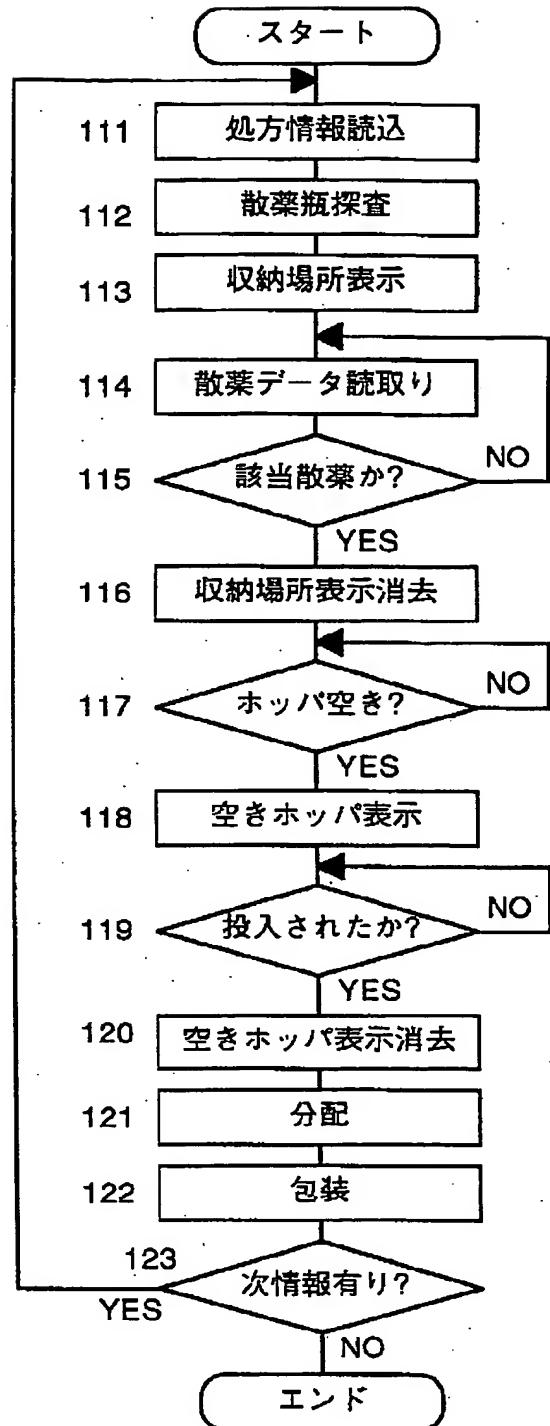 スタート
111 処方情報読込
112 散薬瓶探査
113 収納場所表示
114 散薬データ読取り
115 該当散薬か? NO
YES
116 収納場所表示消去
117 ホッパ空き? NO
YES
118 空きホッパ表示
119 投入されたか? NO
YES
120 空きホッパ表示消去
121 分配
122 包装
123 次情報有り?
YES
NO
エンド